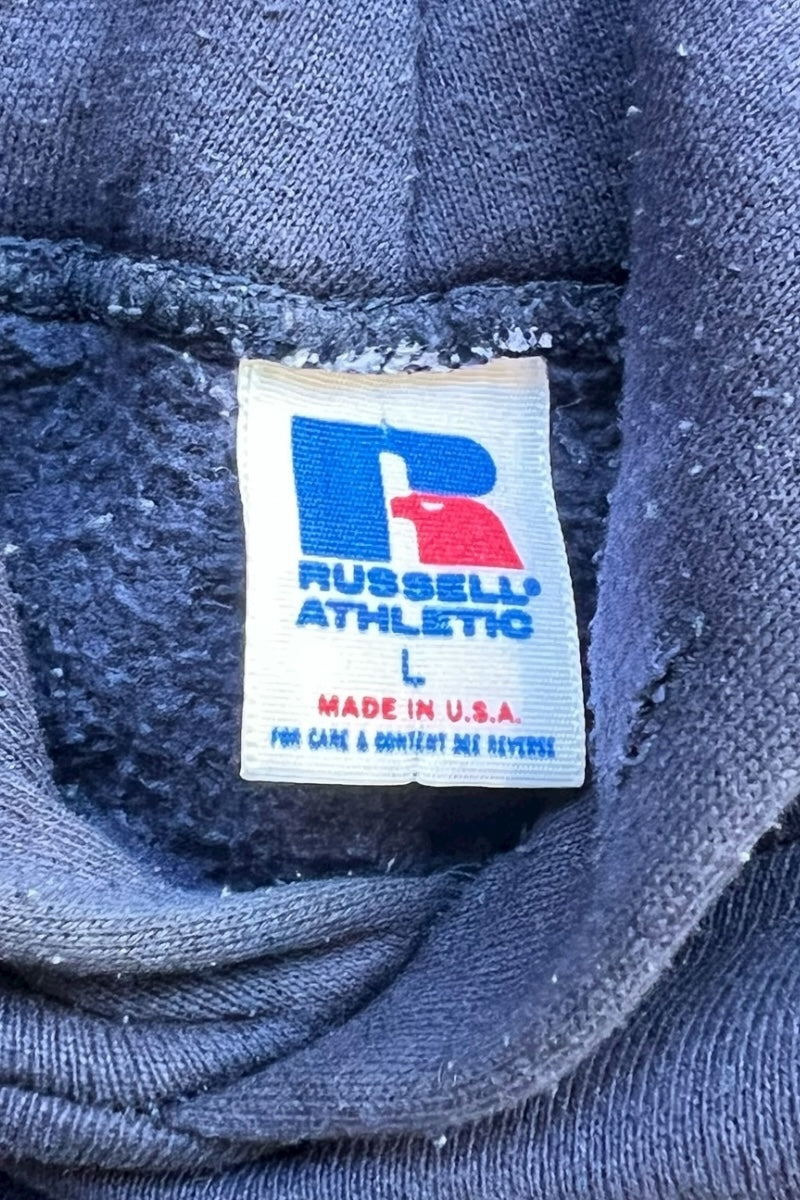 RUSSELL®
ATHLETIC
L
MADE IN U.S.A.
FOR CARE & CONTENT SEE REVERSE